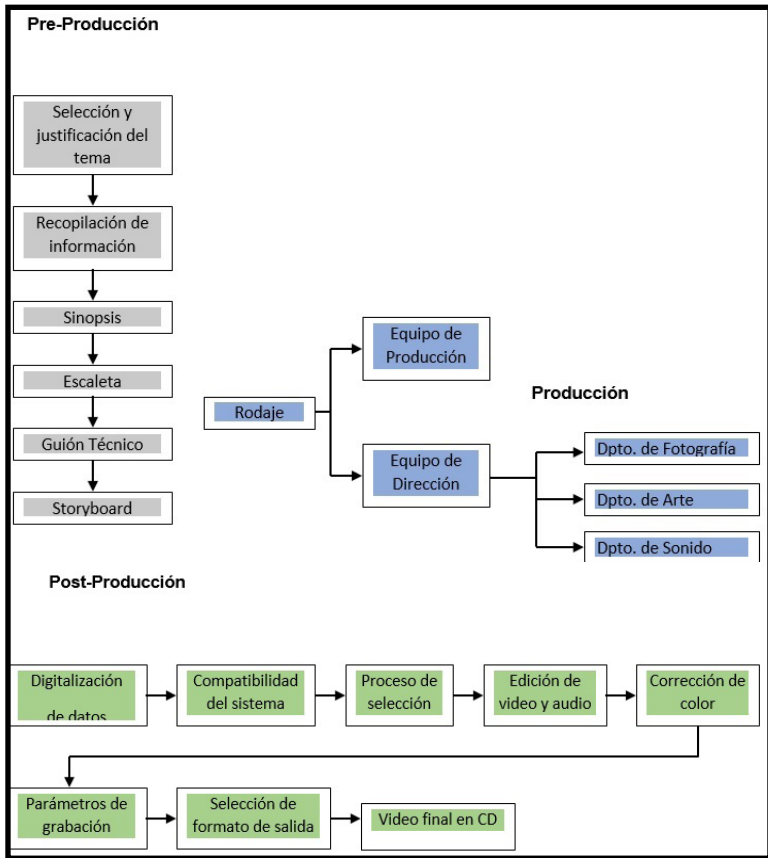 Pre-Producción
Selección y
justificación del
tema
Recopilación de
información
Sinopsis
Escaleta
Guión Técnico
Storyboard
Rodaje
Equipo de
Producción
Equipo de
Dirección
Producción
Dpto. de Fotografía
Dpto. de Arte
Dpto. de Sonido
Post-Producción
Digitalización
de datos
Compatibilidad
del sistema
Proceso de
selección
Edición de
video y audio
Corrección de
color
Parámetros de
grabación
Selección de
formato de salida
Video final en CD